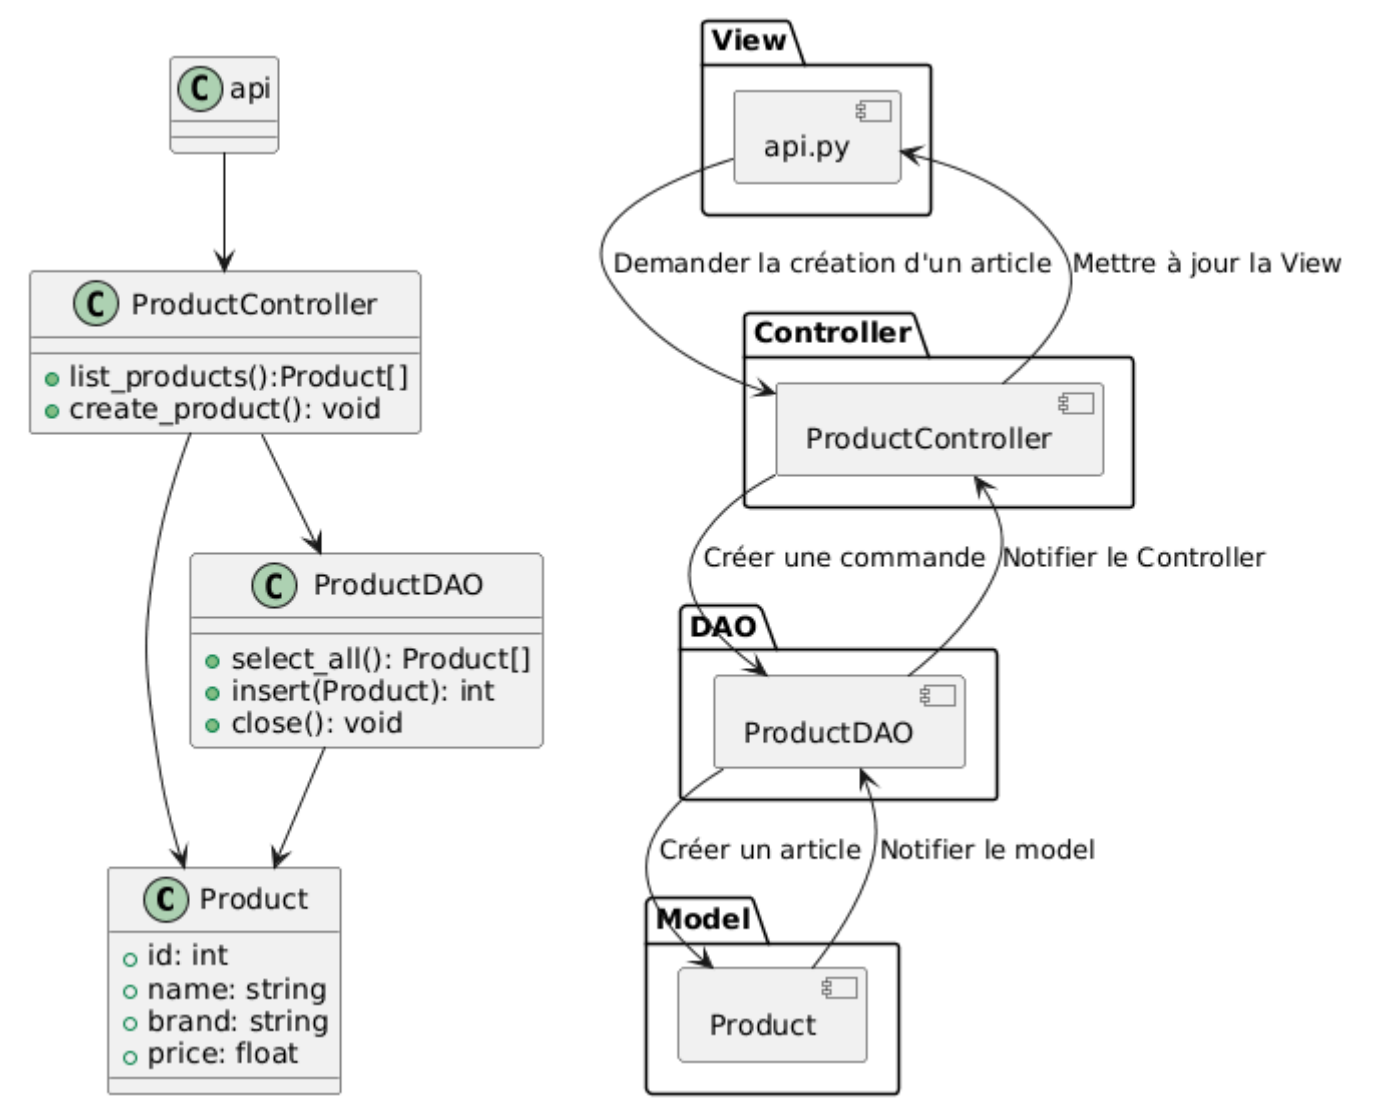 C api
C ProductController
list_products():Product[]
create_product(): void
C ProductDAO
select_all(): Product[]
insert(Product): int
close(): void
C Product
id: int
name: string
brand: string
price: float
View
api.py
Demander la création d'un article
Mettre à jour la View
Controller
ProductController
Créer une commande
Notifier le Controller
DAO
ProductDAO
Créer un article
Notifier le model
Model
Product